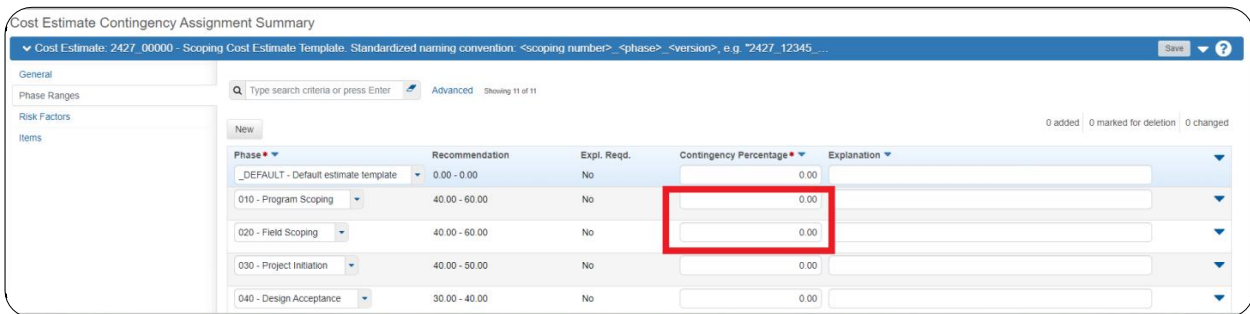 Cost Estimate Contingency Assignment Summary
Cost Estimate: 2427_00000 - Scoping Cost Estimate Template. Standardized naming convention: <scoping number>_<phase>_<version>, e.g. "2427_12345_... Save ?
General
Type search criteria or press Enter Advanced Showing 11 of 11
Phase Ranges
Risk Factors
New 0 added 0 marked for deletion 0 changed
Items
Phase* Recommendation Expl. Reqd. Contingency Percentage* Explanation
_DEFAULT - Default estimate template 0.00 - 0.00 No 0.00
010 - Program Scoping 40.00 - 60.00 No 0.00
020 - Field Scoping 40.00 - 60.00 No 0.00
030 - Project Initiation 40.00 - 50.00 No 0.00
040 - Design Acceptance 30.00 - 40.00 No 0.00